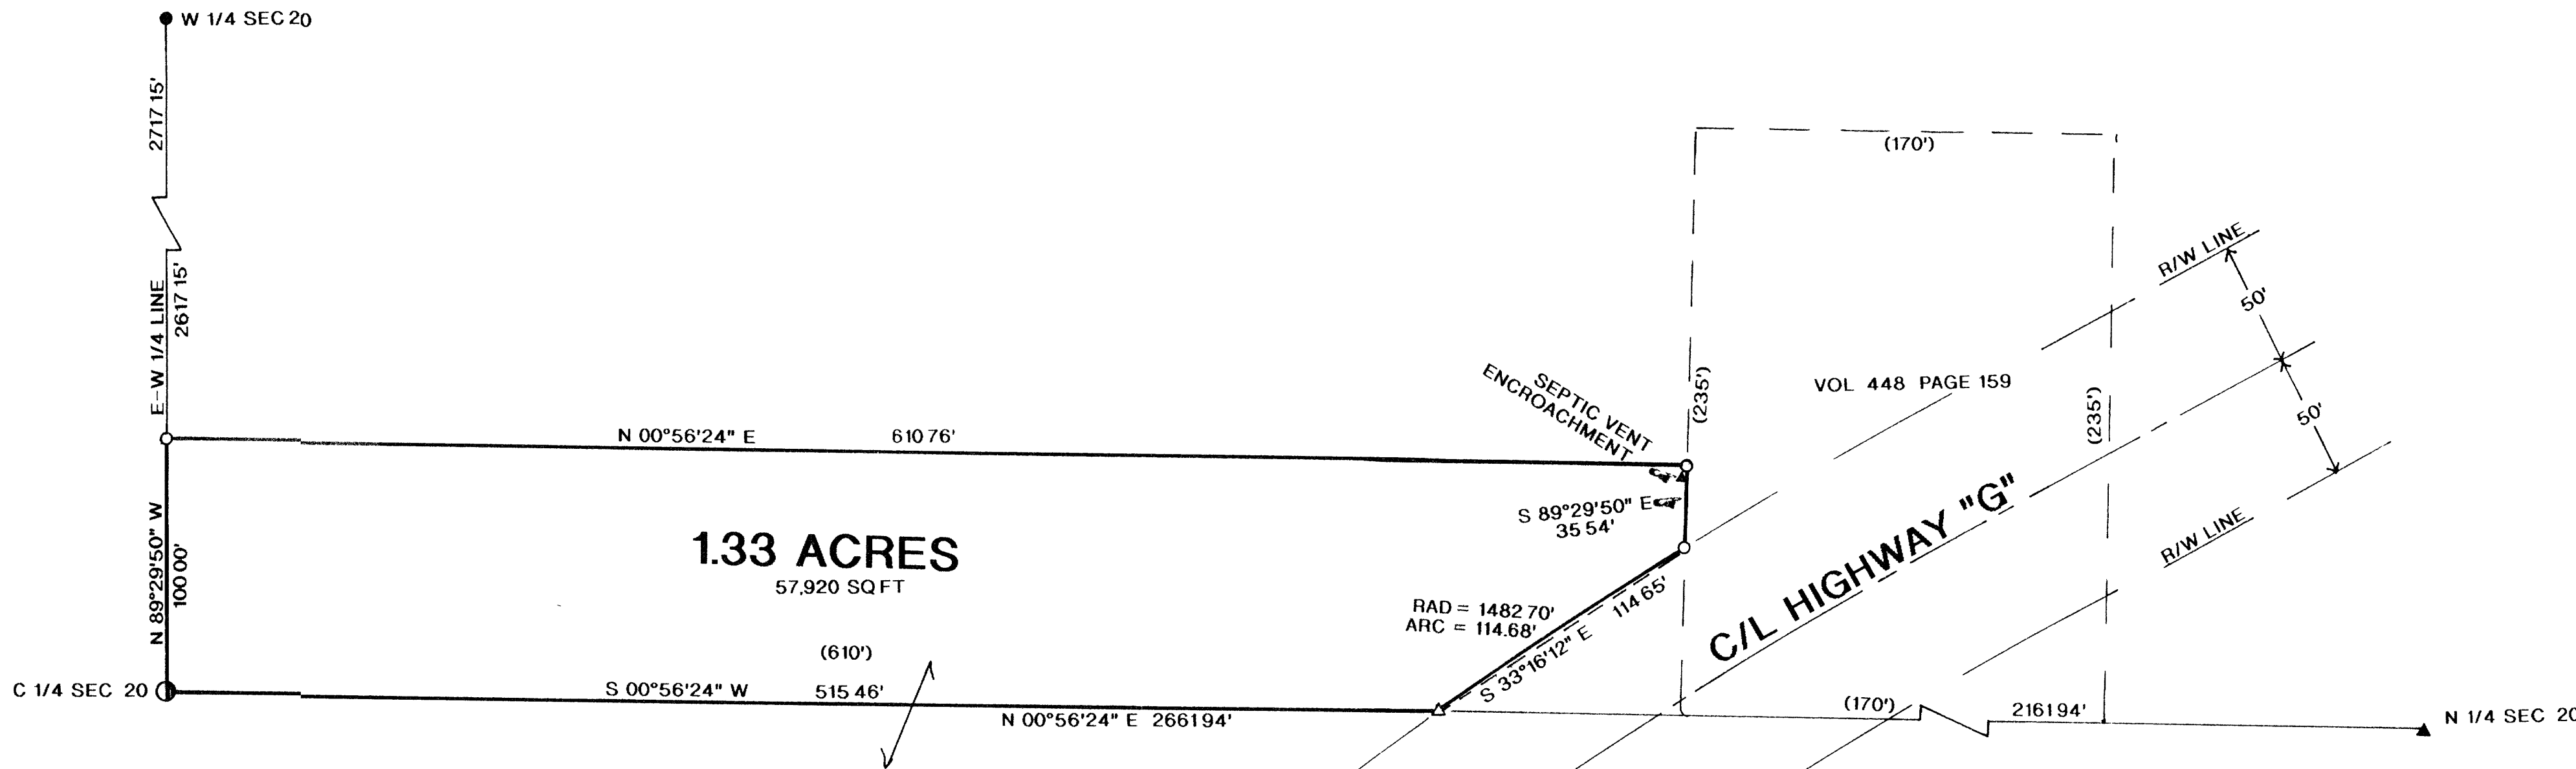 W 1/4 SEC 20
2717 15'
E-W 1/4 LINE
2617 15'
(170')
R/W LINE
50'
50'
R/W LINE
SEPTIC VENT
ENCROACHMENT
(235')
VOL 448 PAGE 159
(235')
N 00°56'24" E 610 76'
N 89°29'50" W
100 00'
S 89°29'50" E
35 54'
1.33 ACRES
57,920 SQ FT
C/L HIGHWAY "G"
RAD = 1482 70'
ARC = 114.68'
S 33°16'12" E 114 65'
(610')
C 1/4 SEC 20
S 00°56'24" W 515 46'
N 00°56'24" E 2661 94'
(170')
2161 94'
N 1/4 SEC 20